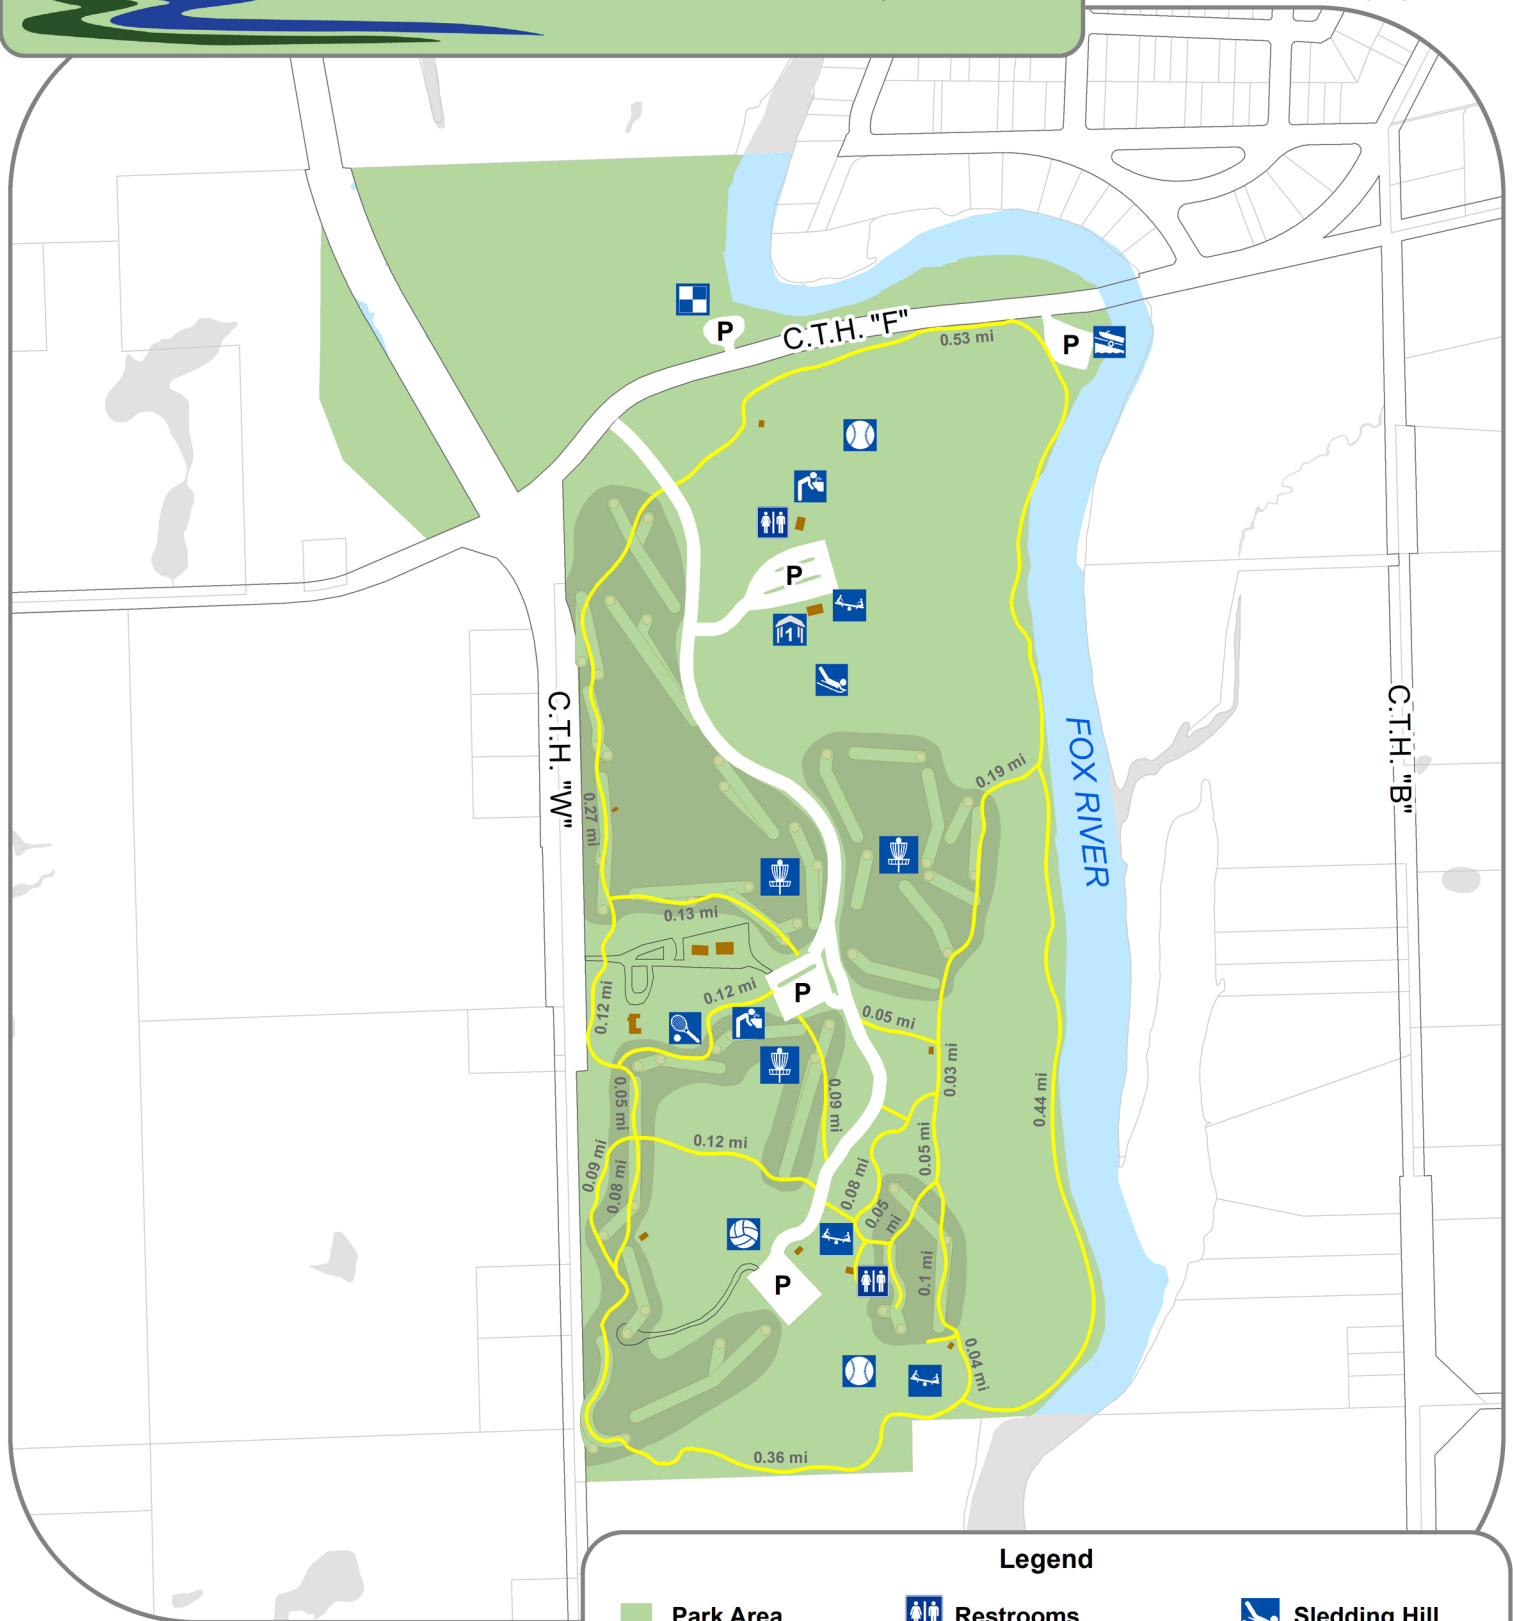 C.T.H. "F"
P
0.53 mi
P
P
1
C.T.H. "W"
FOX RIVER
C.T.H. "B"
0.19 mi
0.27 mi
0.13 mi
0.12 mi
0.12 mi
P
0.05 mi
0.03 mi
0.44 mi
0.05 mi
0.09 mi
0.12 mi
0.05 mi
0.09 mi
0.08 mi
0.08 mi
0.05
mi
0.1 mi
P
0.04 mi
0.36 mi
Legend
Park Area
Restrooms
Sledding Hill